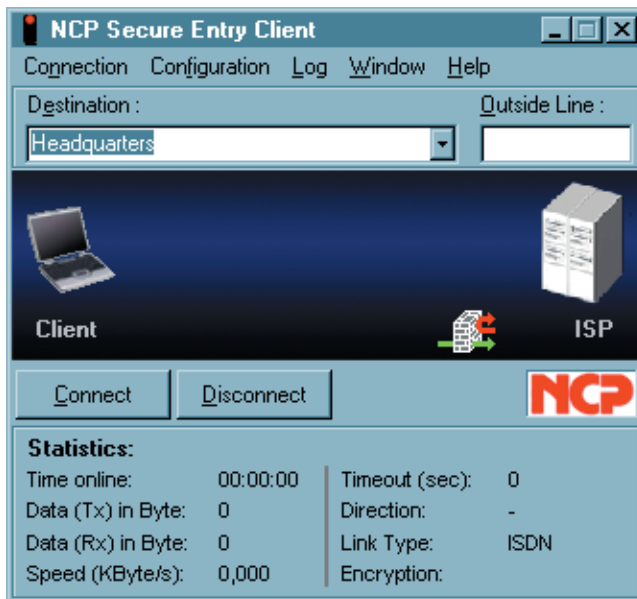 NCP Secure Entry Client
Connection Configuration Log Window Help
Destination : Outside Line :
Headquarters
Client ISP
Connect Disconnect NCP
Statistics:
Time online: 00:00:00 Timeout (sec): 0
Data (Tx) in Byte: 0 Direction: -
Data (Rx) in Byte: 0 Link Type: ISDN
Speed (KByte/s): 0,000 Encryption: